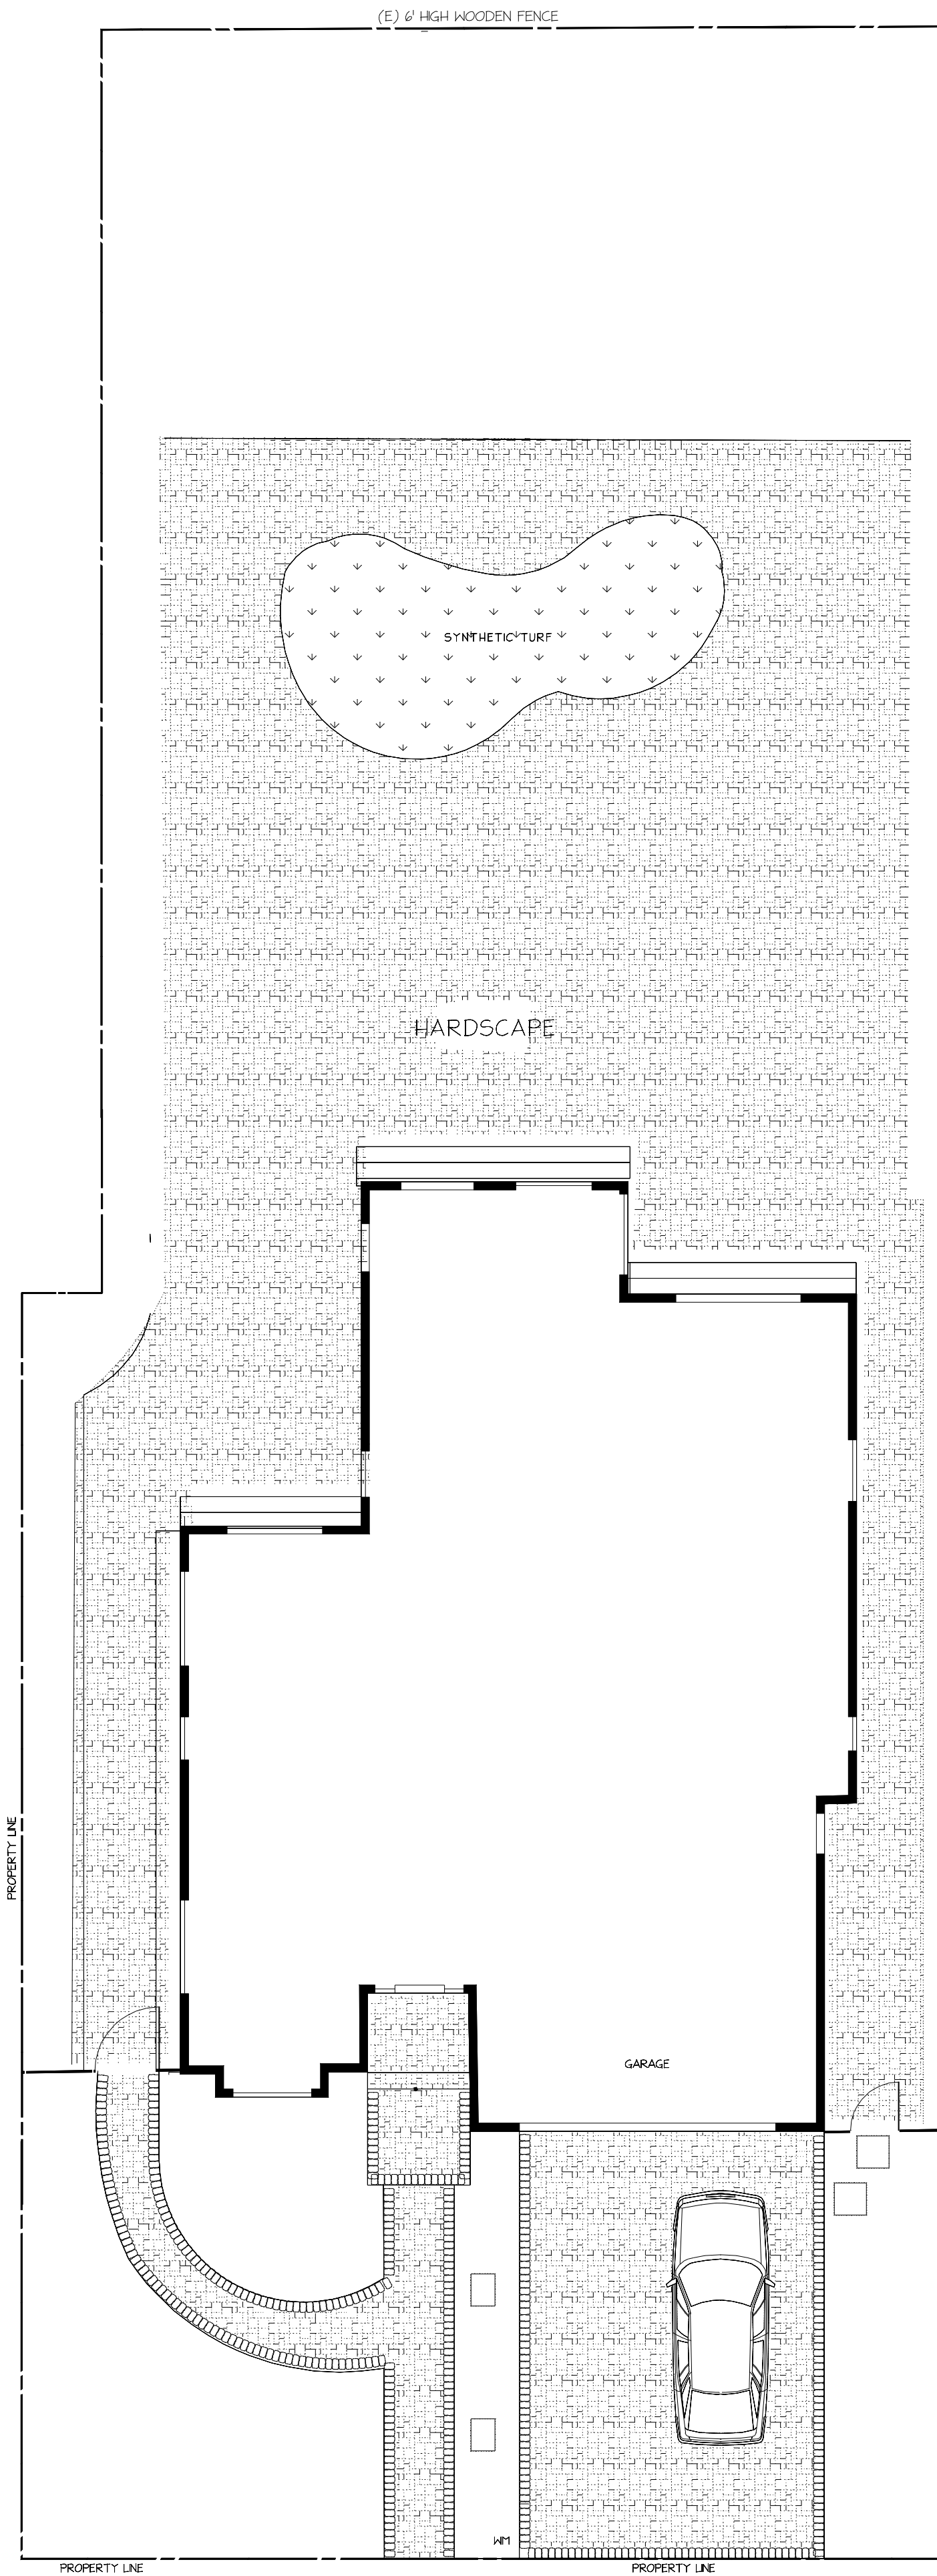 (E) 6' HIGH WOODEN FENCE
SYNTHETIC TURF
HARDSCAPE
PROPERTY LINE
GARAGE
WM
PROPERTY LINE
PROPERTY LINE